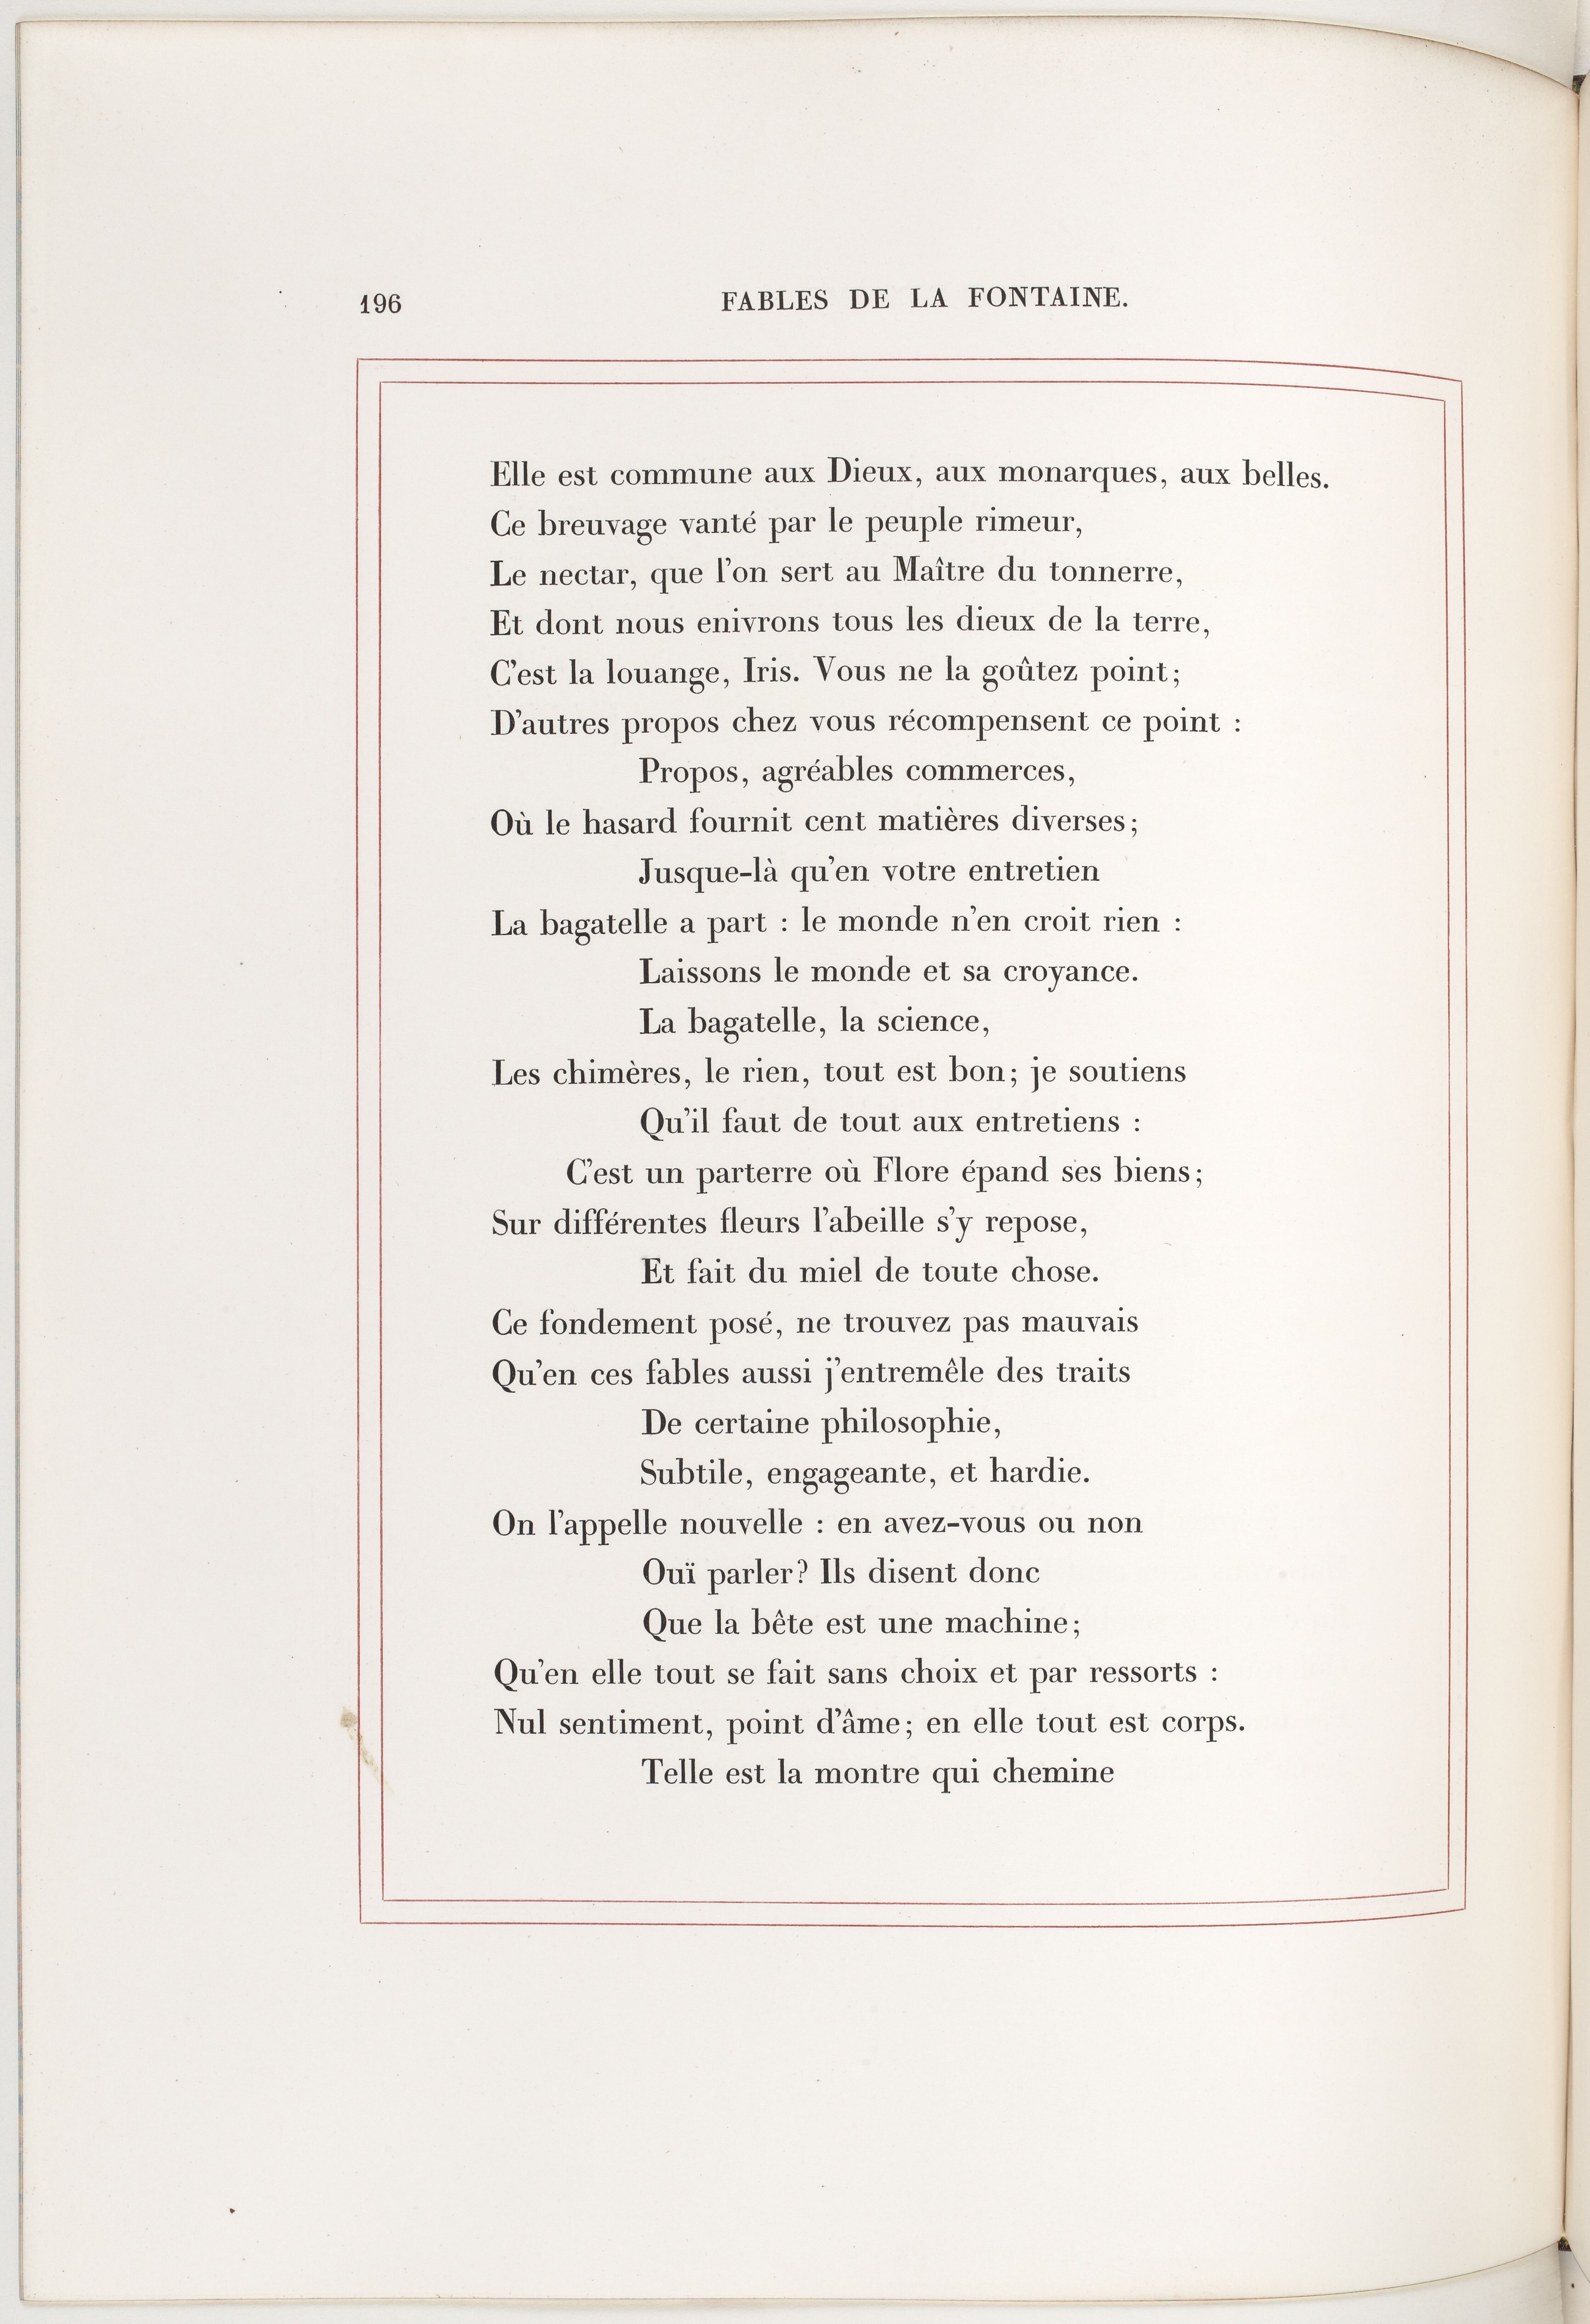 196 FABLES DE LA FONTAINE.
Elle est commune aux Dieux, aux monarques, aux belles.
Ce breuvage vanté par le peuple rimeur,
Le nectar, que l'on sert au Maître du tonnerre,
Et dont nous enivrons tous les dieux de la terre,
C'est la louange, Iris. Vous ne la goûtez point;
D'autres propos chez vous récompensent ce point :
Propos, agréables commerces,
Où le hasard fournit cent matières diverses;
Jusque-là qu'en votre entretien
La bagatelle a part : le monde n'en croit rien :
Laissons le monde et sa croyance.
La bagatelle, la science,
Les chimères, le rien, tout est bon; je soutiens
Qu'il faut de tout aux entretiens :
C'est un parterre où Flore épand ses biens;
Sur différentes fleurs l'abeille s'y repose,
Et fait du miel de toute chose.
Ce fondement posé, ne trouvez pas mauvais
Qu'en ces fables aussi j'entremêle des traits
De certaine philosophie,
Subtile, engageante, et hardie.
On l'appelle nouvelle : en avez-vous ou non
Ouï parler? Ils disent donc
Que la bête est une machine;
Qu'en elle tout se fait sans choix et par ressorts :
Nul sentiment, point d'âme; en elle tout est corps.
Telle est la montre qui chemine